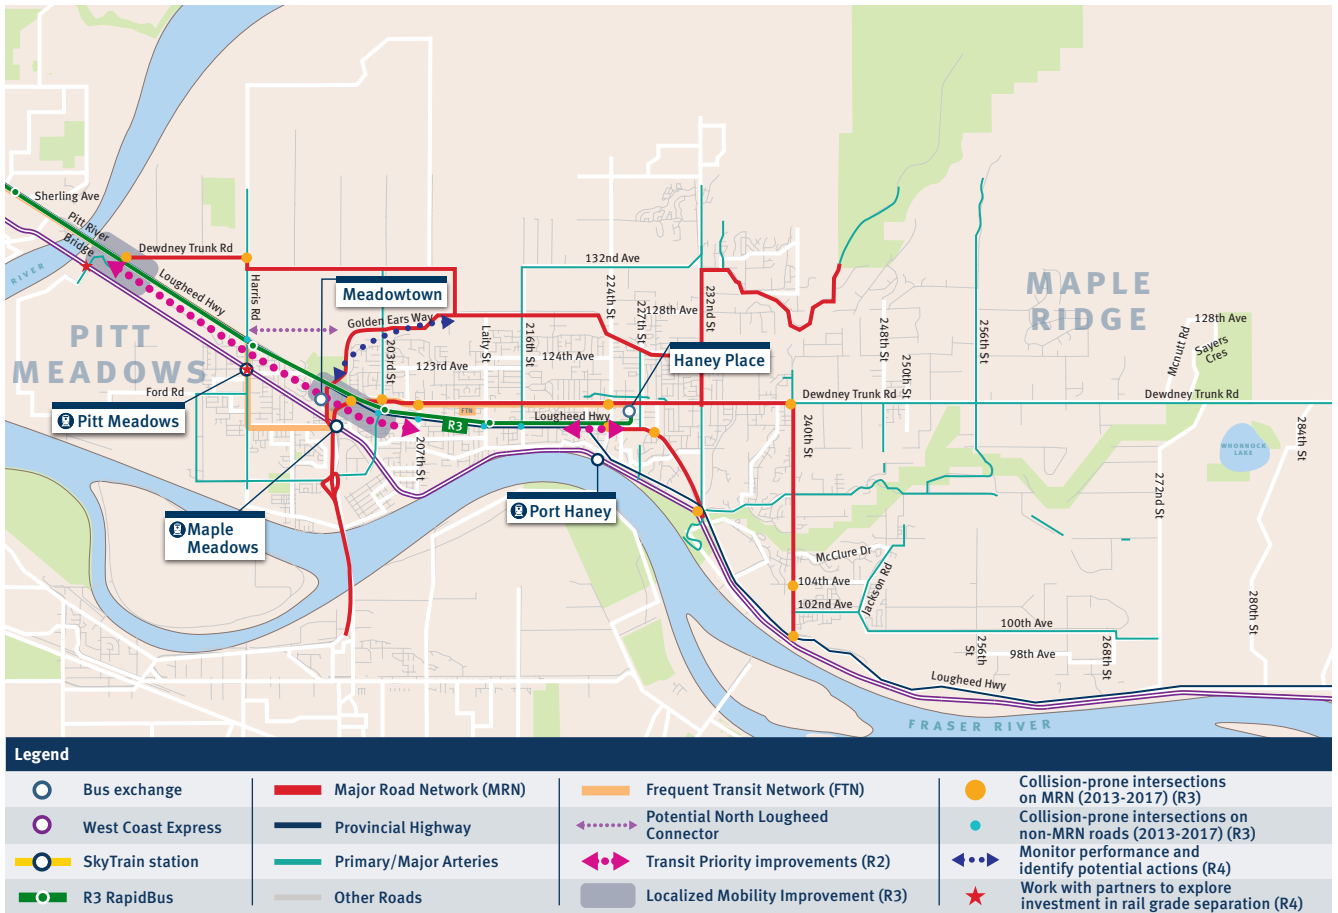 Sherling Ave
Pitt River
Bridge
Dewdney Trunk Rd
RIVER
Lougheed Hwy
Harris Rd
PITT
MEADOWS
Meadowtown
Golden Ears Way
203rd St
Laity St
216th St
132nd Ave
224th St
227th St
128th Ave
232nd St
124th Ave
123rd Ave
Haney Place
MAPLE
RIDGE
248th St
250th St
256th St
Mcnutt Rd
128th Ave
Sayers
Cres
Ford Rd
Pitt Meadows
FTN
R3
Lougheed Hwy
Dewdney Trunk Rd
Dewdney Trunk Rd
207th St
240th St
284th St
WHONNOCK
LAKE
272nd St
Port Haney
Maple
Meadows
McClure Dr
104th Ave
102nd Ave
Jackson Rd
100th Ave
280th St
256th
St
98th Ave
268th St
Lougheed Hwy
FRASER RIVER
Legend
Bus exchange
West Coast Express
SkyTrain station
R3 RapidBus
Major Road Network (MRN)
Provincial Highway
Primary/Major Arteries
Other Roads
Frequent Transit Network (FTN)
Potential North Lougheed
Connector
Transit Priority improvements (R2)
Localized Mobility Improvement (R3)
Collision-prone intersections
on MRN (2013-2017) (R3)
Collision-prone intersections on
non-MRN roads (2013-2017) (R3)
Monitor performance and
identify potential actions (R4)
Work with partners to explore
investment in rail grade separation (R4)